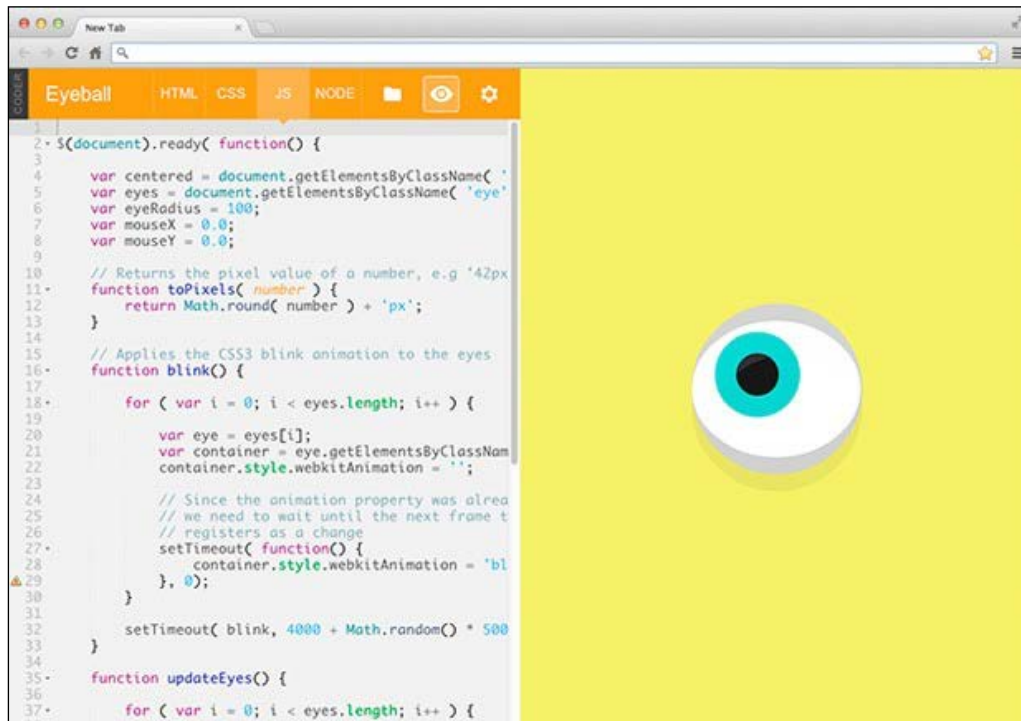 New Tab
CODER
Eyeball HTML CSS JS NODE
1
2 $(document).ready( function() {
3
4 var centered = document.getElementsByClassName( '
5 var eyes = document.getElementsByClassName( 'eye'
6 var eyeRadius = 100;
7 var mouseX = 0.0;
8 var mouseY = 0.0;
9
10 // Returns the pixel value of a number, e.g '42px
11 function toPixels( number ) {
12 return Math.round( number ) + 'px';
13 }
14
15 // Applies the CSS3 blink animation to the eyes
16 function blink() {
17
18 for ( var i = 0; i < eyes.length; i++ ) {
19
20 var eye = eyes[i];
21 var container = eye.getElementsByClassNam
22 container.style.webkitAnimation = '';
23
24 // Since the animation property was alrea
25 // we need to wait until the next frame t
26 // registers as a change
27 setTimeout( function() {
28 container.style.webkitAnimation = 'bl
29 }, 0);
30 }
31
32 setTimeout( blink, 4000 + Math.random() * 500
33 }
34
35 function updateEyes() {
36
37 for ( var i = 0; i < eyes.length; i++ ) {